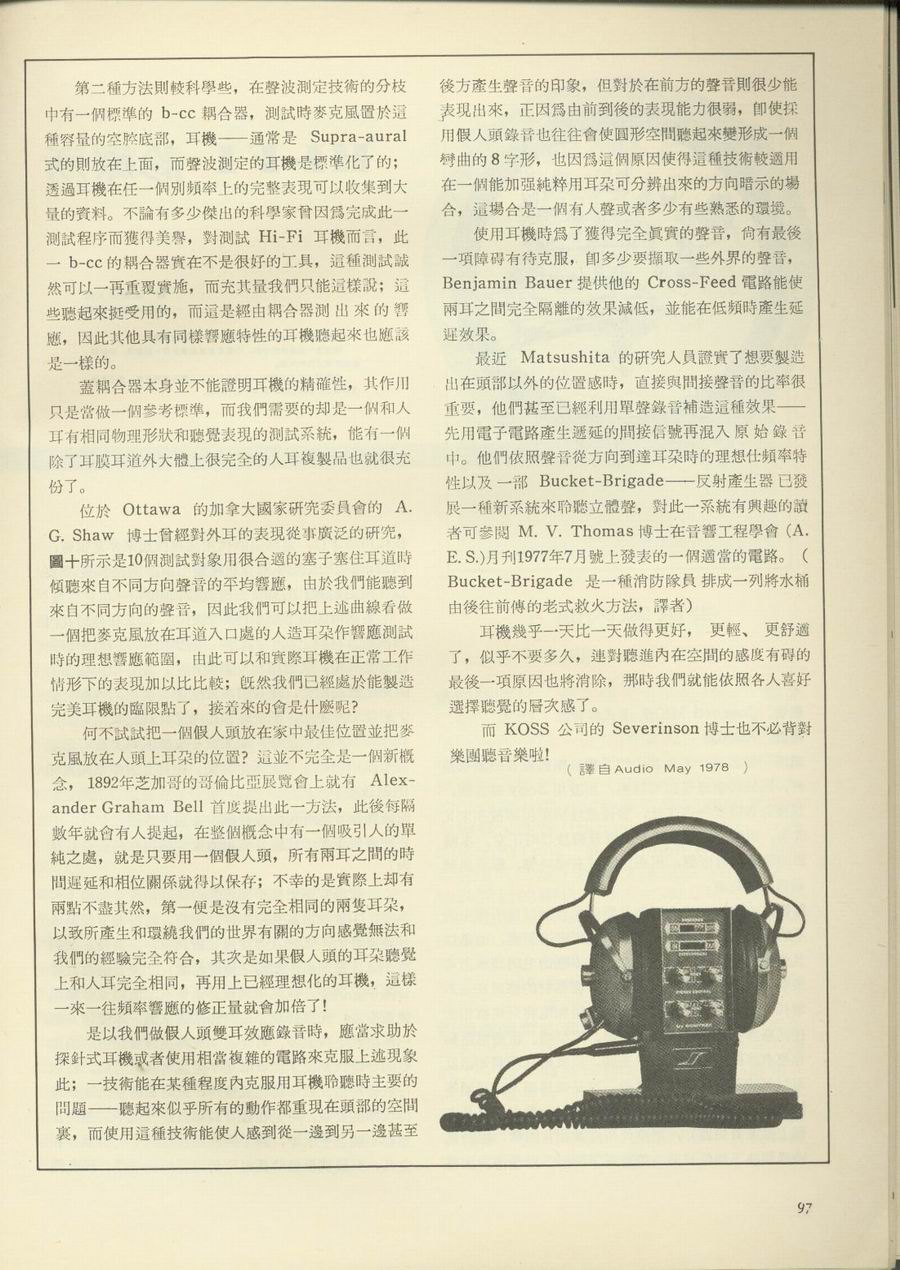 第二種方法則較科學些，在聲波測定技術的分枝
中有一個標準的 b-cc 耦合器，測試時麥克風置於這
種容量的空腔底部，耳機——通常是 Supra-aural
式的則放在上面，而聲波測定的耳機是標準化了的；
透過耳機在任一個別頻率上的完整表現可以收集到大
量的資料。不論有多少傑出的科學家曾因爲完成此一
測試程序而獲得美譽，對測試 Hi-Fi 耳機而言，此
一 b-cc 的耦合器實在不是很好的工具，這種測試誠
然可以一再重覆實施，而充其量我們只能這樣說；這
些聽起來挺受用的，而這是經由耦合器測出來的響
應，因此其他具有同樣響應特性的耳機聽起來也應該
是一樣的。
蓋耦合器本身並不能證明耳機的精確性，其作用
只是當做一個參考標準，而我們需要的却是一個和人
耳有相同物理形狀和聽覺表現的測試系統，能有一個
除了耳膜耳道外大體上很完全的人耳複製品也就很充
份了。
位於 Ottawa 的加拿大國家研究委員會的 A.
G. Shaw 博士曾經對外耳的表現從事廣泛的研究，
圖十所示是10個測試對象用很合適的塞子塞住耳道時
傾聽來自不同方向聲音的平均響應，由於我們能聽到
來自不同方向的聲音，因此我們可以把上述曲線看做
一個把麥克風放在耳道入口處的人造耳朶作響應測試
時的理想響應範圍，由此可以和實際耳機在正常工作
情形下的表現加以比比較；旣然我們已經處於能製造
完美耳機的臨限點了，接着來的會是什麽呢？
何不試試把一個假人頭放在家中最佳位置並把麥
克風放在人頭上耳朶的位置？這並不完全是一個新概
念，1892年芝加哥的哥倫比亞展覽會上就有 Alex-
ander Graham Bell 首度提出此一方法，此後每隔
數年就會有人提起，在整個概念中有一個吸引人的單
純之處，就是只要用一個假人頭，所有兩耳之間的時
間遲延和相位關係就得以保存；不幸的是實際上却有
兩點不盡其然，第一便是沒有完全相同的兩隻耳朶，
以致所產生和環繞我們的世界有關的方向感覺無法和
我們的經驗完全符合，其次是如果假人頭的耳朶聽覺
上和人耳完全相同，再用上已經理想化的耳機，這樣
一來一往頻率響應的修正量就會加倍了！
是以我們做假人頭雙耳效應錄音時，應當求助於
探針式耳機或者使用相當複雜的電路來克服上述現象
此；一技術能在某種程度內克服用耳機聆聽時主要的
問題——聽起來似乎所有的動作都重現在頭部的空間
裏，而使用這種技術能使人感到從一邊到另一邊甚至
後方產生聲音的印象，但對於在前方的聲音則很少能
表現出來，正因爲由前到後的表現能力很弱，卽使採
用假人頭錄音也往往會使圓形空間聽起來變形成一個
彎曲的 8 字形，也因爲這個原因使得這種技術較適用
在一個能加强純粹用耳朶可分辨出來的方向暗示的場
合，這場合是一個有人聲或者多少有些熟悉的環境。
使用耳機時爲了獲得完全眞實的聲音，尙有最後
一項障碍有待克服，卽多少要擷取一些外界的聲音，
Benjamin Bauer 提供他的 Cross-Feed 電路能使
兩耳之間完全隔離的效果減低，並能在低頻時產生延
遲效果。
最近 Matsushita 的研究人員證實了想要製造
出在頭部以外的位置感時，直接與間接聲音的比率很
重要，他們甚至已經利用單聲錄音補造這種效果——
先用電子電路產生遞延的間接信號再混入原始錄音
中。他們依照聲音從方向到達耳朶時的理想仕頻率特
性以及一部 Bucket-Brigade——反射產生器已發
展一種新系統來聆聽立體聲，對此一系統有興趣的讀
者可參閱 M. V. Thomas 博士在音響工程學會 (A.
E. S.)月刊1977年7月號上發表的一個適當的電路。（
Bucket-Brigade 是一種消防隊員排成一列將水桶
由後往前傳的老式救火方法，譯者）
耳機幾乎一天比一天做得更好，更輕、更舒適
了，似乎不要多久，連對聽進內在空間的感度有碍的
最後一項原因也將消除，那時我們就能依照各人喜好
選擇聽覺的層次感了。
而 KOSS 公司的 Severinson 博士也不必背對
樂團聽音樂啦！
（譯自 Audio May 1978 ）
97